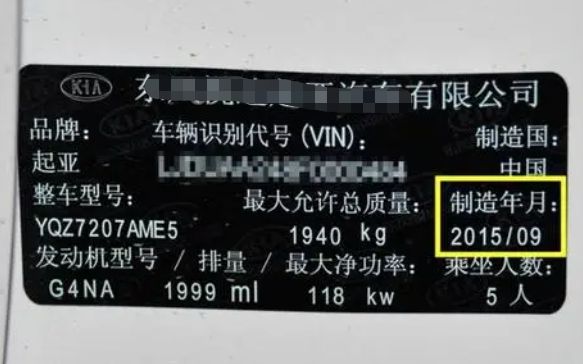 KIA
东 有限公司
品牌: 车辆识别代号(VIN): 制造国:
起亚 中国
整车型号: 最大允许总质量: 制造年月:
YQZ7207AME5 1940 kg 2015/09
发动机型号 / 排量 / 最大净功率: 乘坐人数:
G4NA 1999 ml 118 kw 5 人